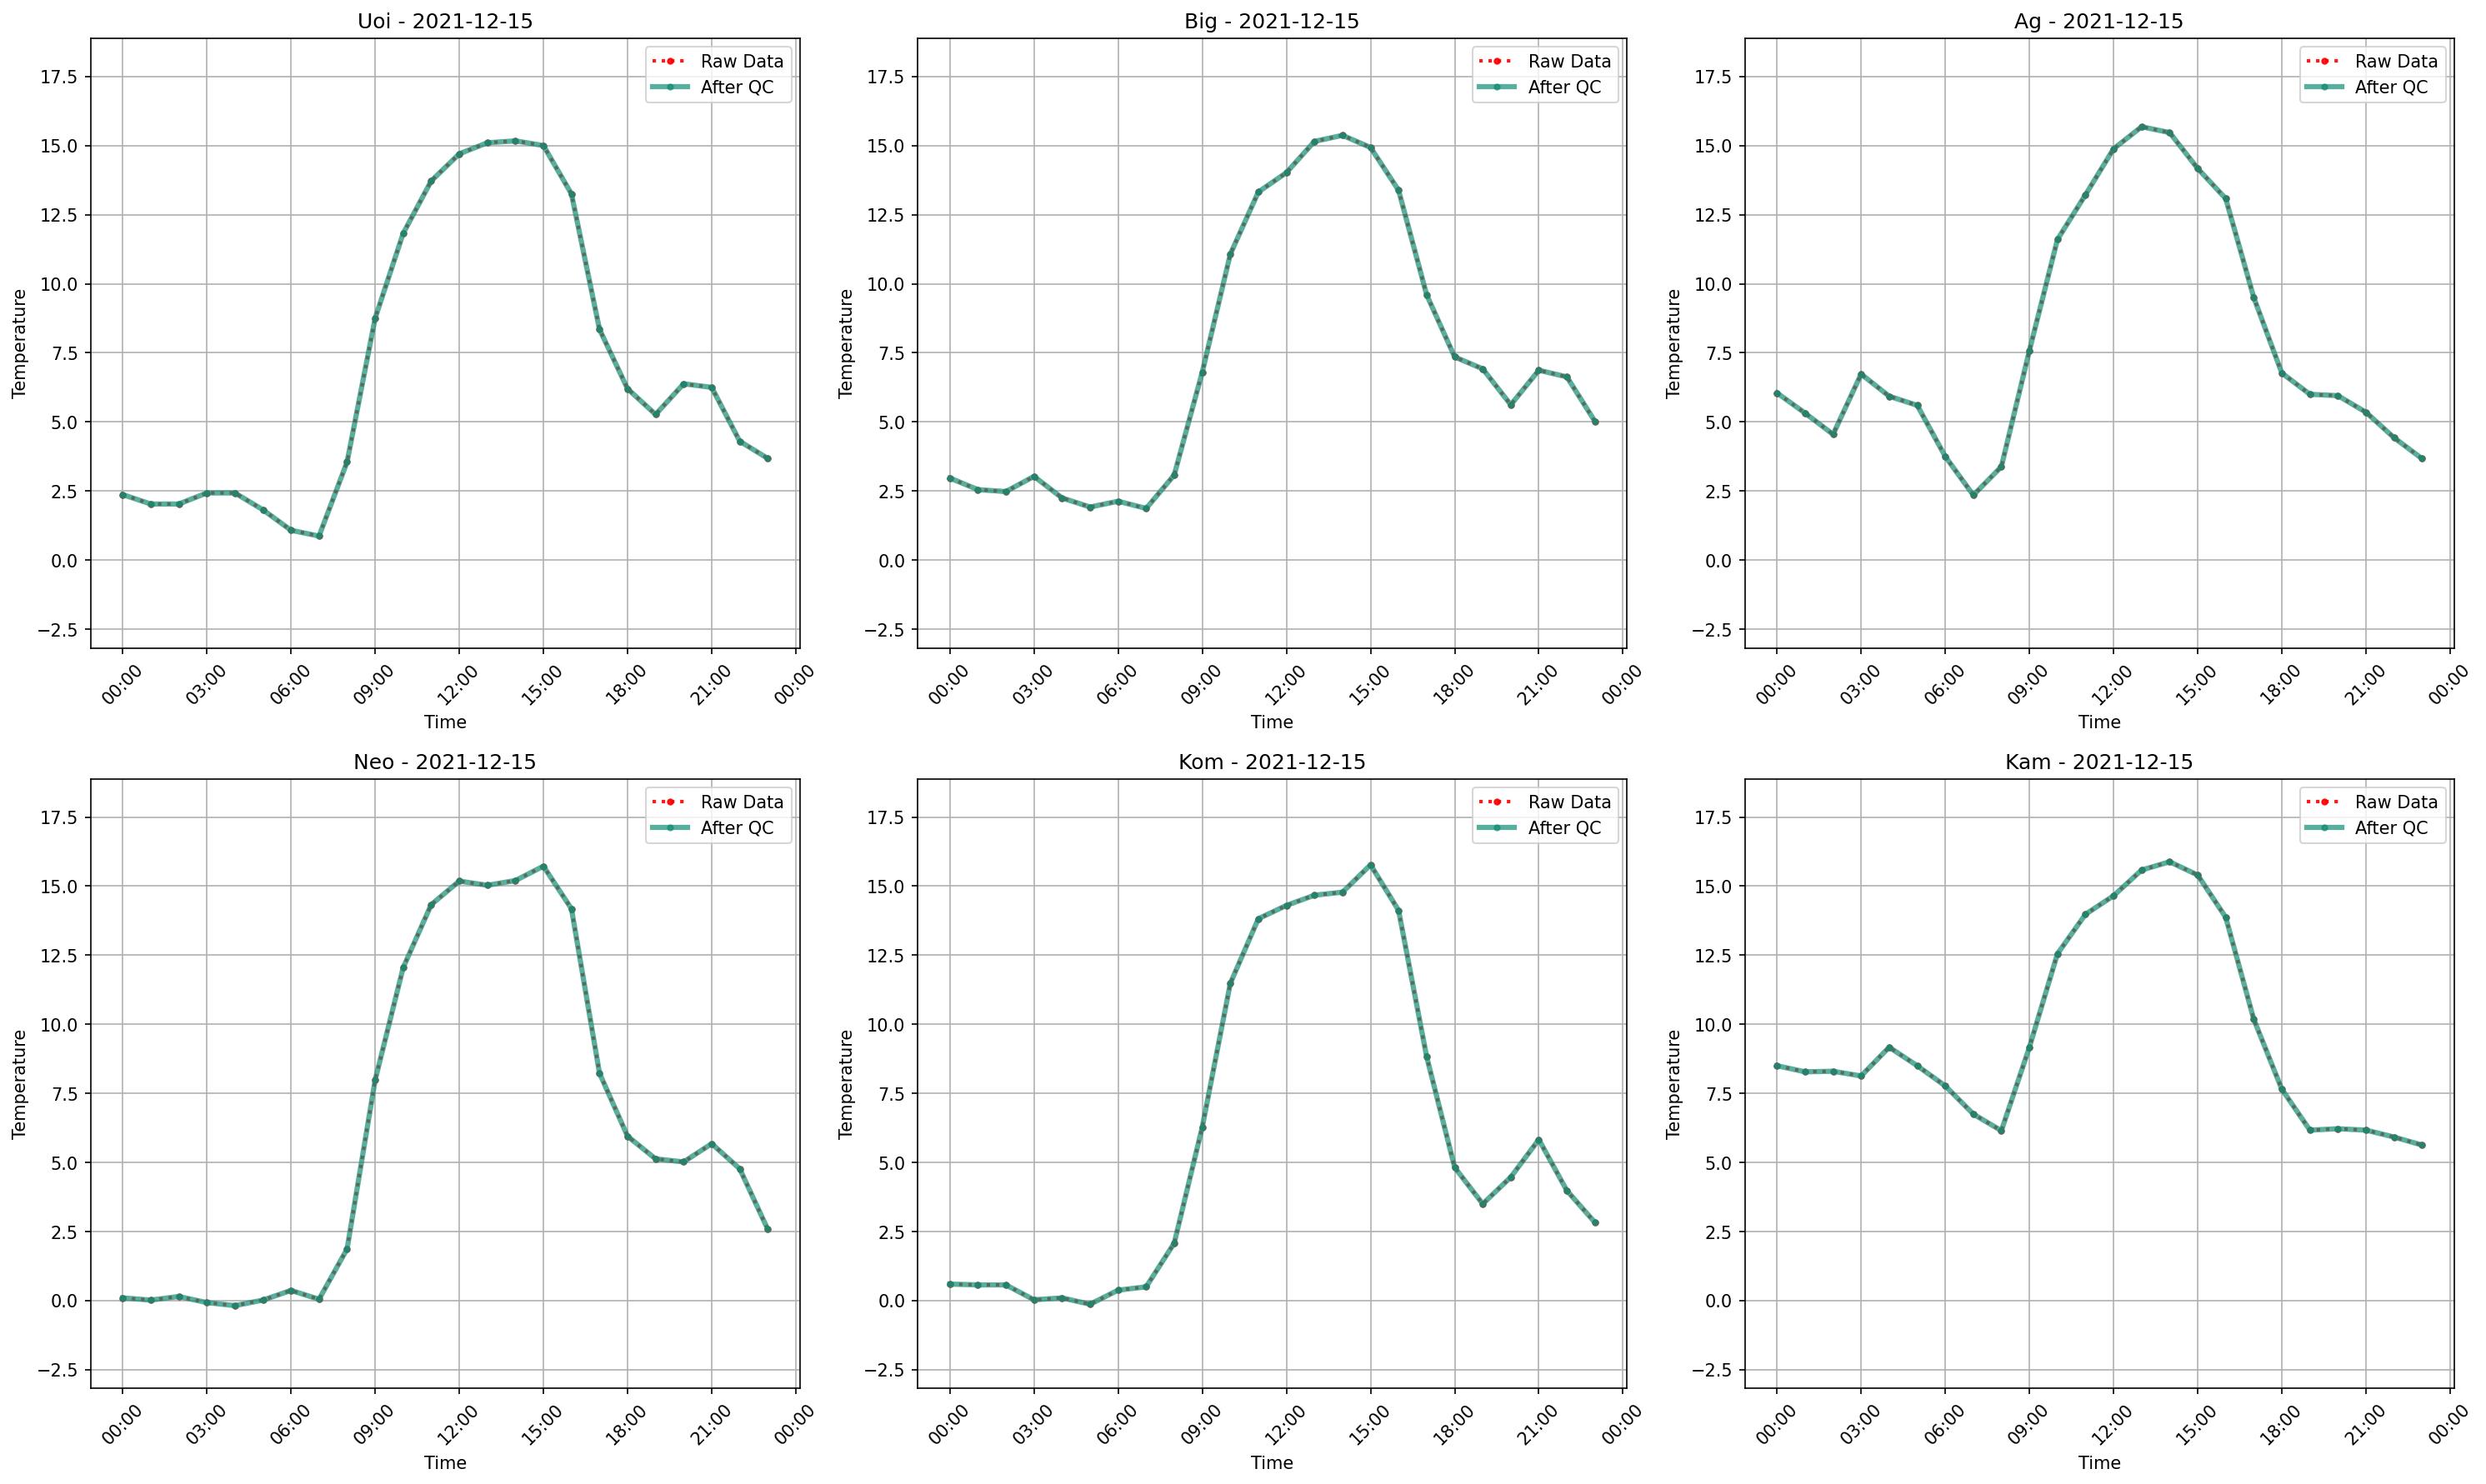 Uoi - 2021-12-15
Raw Data
After QC
Temperature
17.5
15.0
12.5
10.0
7.5
5.0
2.5
0.0
−2.5
00:00 03:00 06:00 09:00 12:00 15:00 18:00 21:00 00:00
Time
Big - 2021-12-15
Raw Data
After QC
Temperature
17.5
15.0
12.5
10.0
7.5
5.0
2.5
0.0
−2.5
00:00 03:00 06:00 09:00 12:00 15:00 18:00 21:00 00:00
Time
Ag - 2021-12-15
Raw Data
After QC
Temperature
17.5
15.0
12.5
10.0
7.5
5.0
2.5
0.0
−2.5
00:00 03:00 06:00 09:00 12:00 15:00 18:00 21:00 00:00
Time
Neo - 2021-12-15
Raw Data
After QC
Temperature
17.5
15.0
12.5
10.0
7.5
5.0
2.5
0.0
−2.5
00:00 03:00 06:00 09:00 12:00 15:00 18:00 21:00 00:00
Time
Kom - 2021-12-15
Raw Data
After QC
Temperature
17.5
15.0
12.5
10.0
7.5
5.0
2.5
0.0
−2.5
00:00 03:00 06:00 09:00 12:00 15:00 18:00 21:00 00:00
Time
Kam - 2021-12-15
Raw Data
After QC
Temperature
17.5
15.0
12.5
10.0
7.5
5.0
2.5
0.0
−2.5
00:00 03:00 06:00 09:00 12:00 15:00 18:00 21:00 00:00
Time